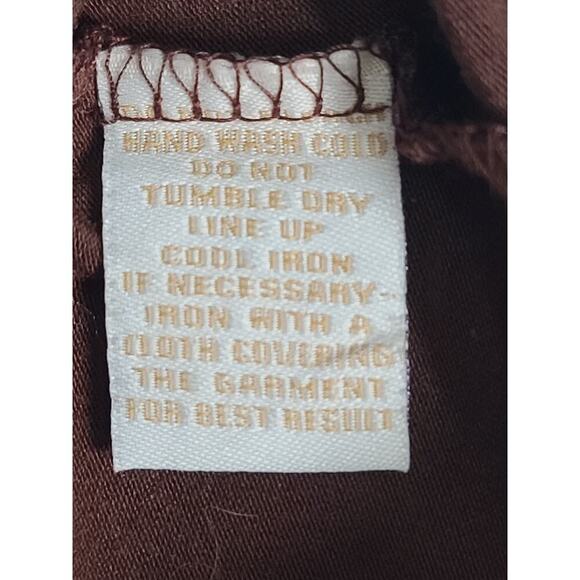 HAND WASH COLD
DO NOT
TUMBLE DRY
LINE UP
COOL IRON
IF NECESSARY--
IRON WITH A
CLOTH COVERING
THE GARMENT
FOR BEST RESULT